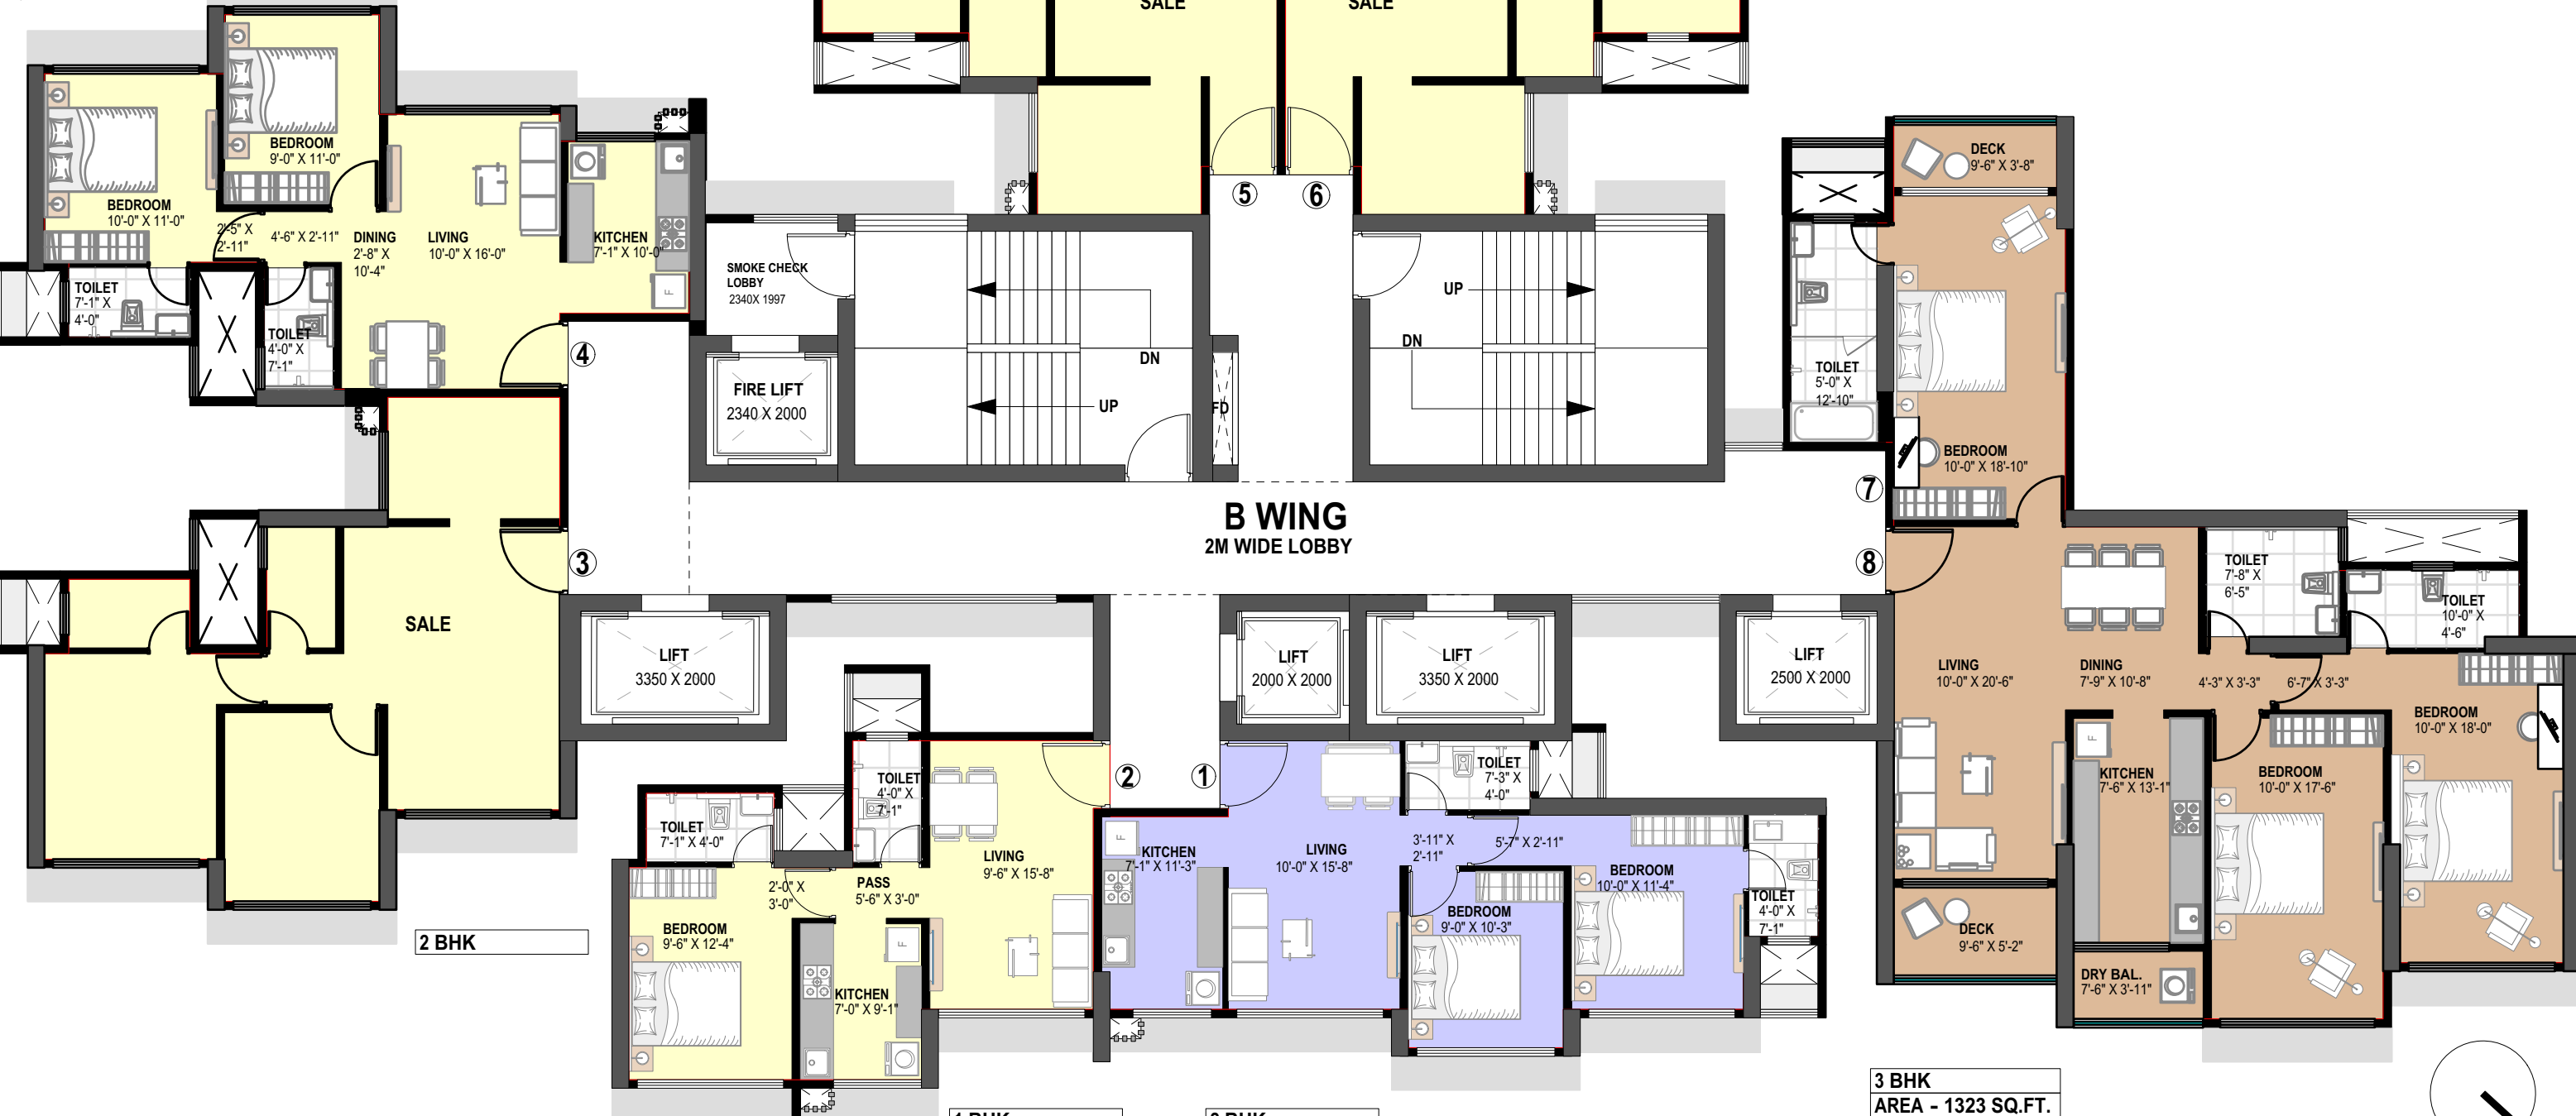 SALE
SALE
BEDROOM
9'-0" X 11'-0"
BEDROOM
10'-0" X 11'-0"
2'-5" X
2'-11"
4'-6" X 2'-11"
DINING
2'-8" X
10'-4"
LIVING
10'-0" X 16'-0"
KITCHEN
7'-1" X 10'-0"
F
TOILET
7'-1" X
4'-0"
TOILET
4'-0" X
7'-1"
4
SMOKE CHECK
LOBBY
2340X 1997
FIRE LIFT
2340 X 2000
DN
UP
5
6
FD
UP
DN
DECK
9'-6" X 3'-8"
TOILET
5'-0" X
12'-10"
BEDROOM
10'-0" X 18'-10"
7
B WING
2M WIDE LOBBY
3
8
SALE
LIFT
3350 X 2000
LIFT
2000 X 2000
LIFT
3350 X 2000
LIFT
2500 X 2000
TOILET
7'-8" X
6'-5"
TOILET
10'-0" X
4'-6"
LIVING
10'-0" X 20'-6"
DINING
7'-9" X 10'-8"
4'-3" X 3'-3"
6'-7" X 3'-3"
BEDROOM
10'-0" X 18'-0"
F
KITCHEN
7'-6" X 13'-1"
BEDROOM
10'-0" X 17'-6"
2
1
TOILET
4'-0" X
7'-1"
TOILET
7'-1" X 4'-0"
LIVING
9'-6" X 15'-8"
2'-0" X
3'-0"
PASS
5'-6" X 3'-0"
BEDROOM
9'-6" X 12'-4"
F
KITCHEN
7'-0" X 9'-1"
F
KITCHEN
7'-1" X 11'-3"
LIVING
10'-0" X 15'-8"
TOILET
7'-3" X
4'-0"
3'-11" X
2'-11"
5'-7" X 2'-11"
BEDROOM
9'-0" X 10'-3"
BEDROOM
10'-0" X 11'-4"
TOILET
4'-0" X
7'-1"
DECK
9'-6" X 5'-2"
DRY BAL.
7'-6" X 3'-11"
2 BHK
3 BHK
AREA - 1323 SQ.FT.